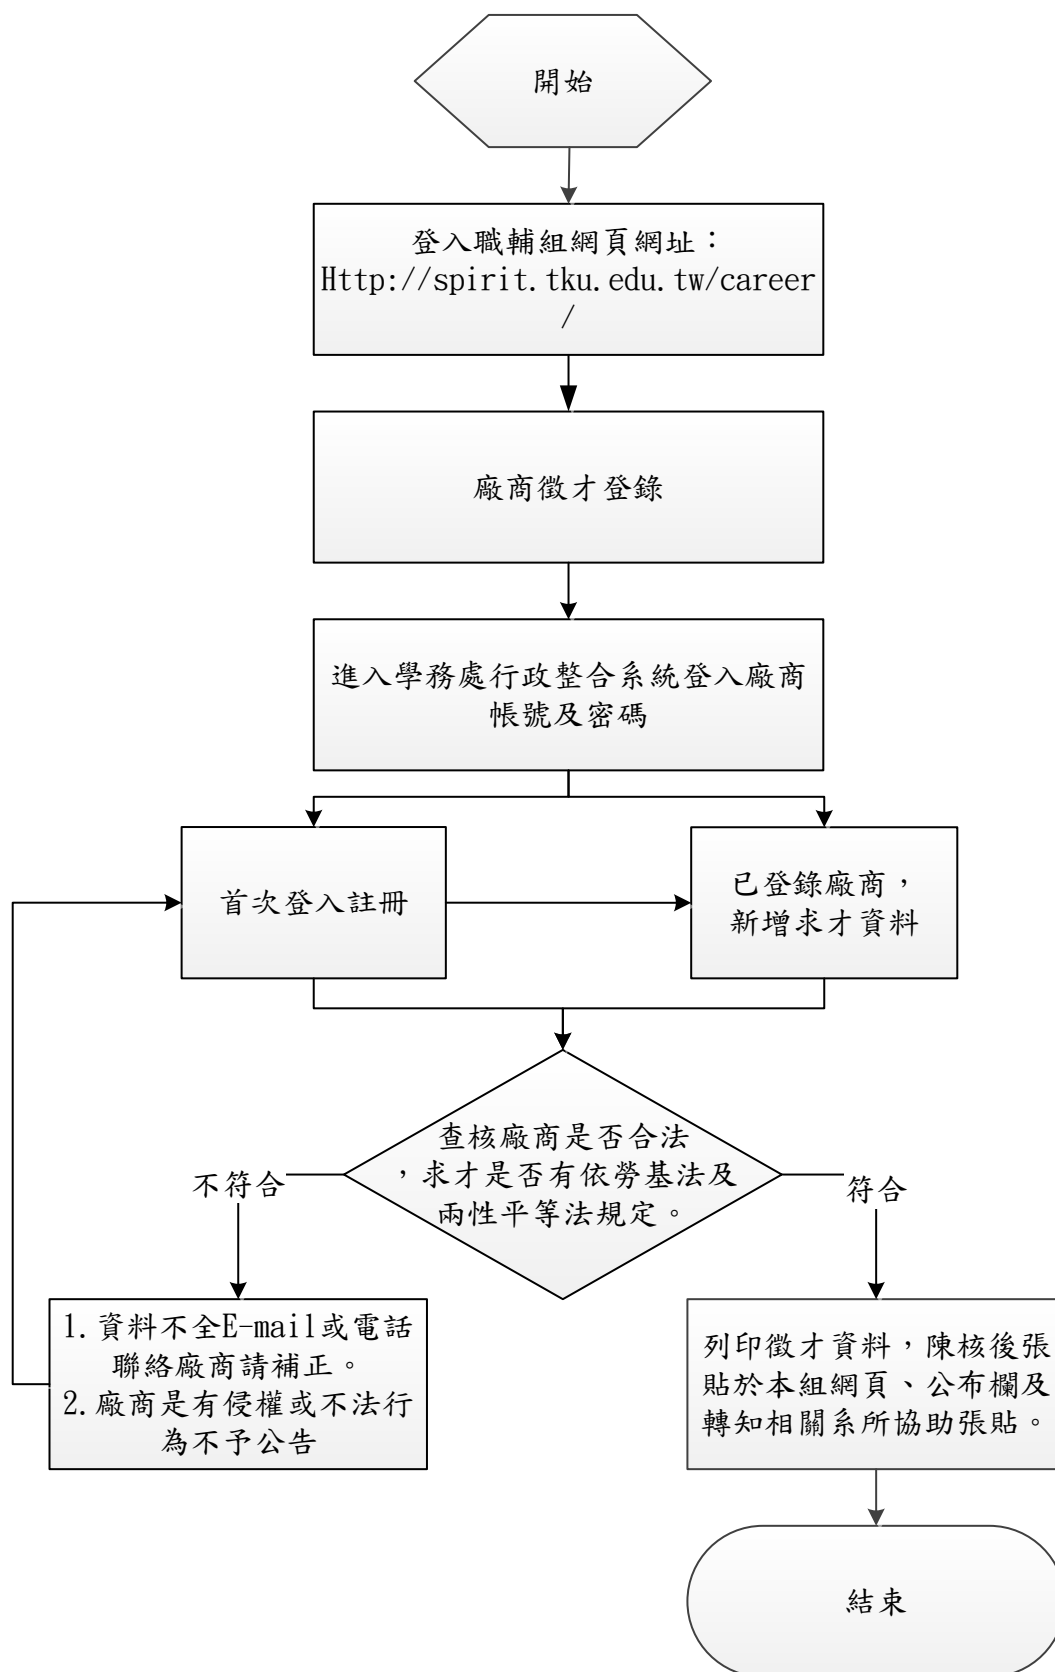 開始
登入職輔組網頁網址：
Http://spirit.tku.edu.tw/career
/
廠商徵才登錄
進入學務處行政整合系統登入廠商
帳號及密碼
首次登入註冊
已登錄廠商，
新增求才資料
查核廠商是否合法
，求才是否有依勞基法及
兩性平等法規定。
不符合
符合
1.資料不全E-mail或電話
聯絡廠商請補正。
2.廠商是有侵權或不法行
為不予公告
列印徵才資料，陳核後張
貼於本組網頁、公布欄及
轉知相關系所協助張貼。
結束